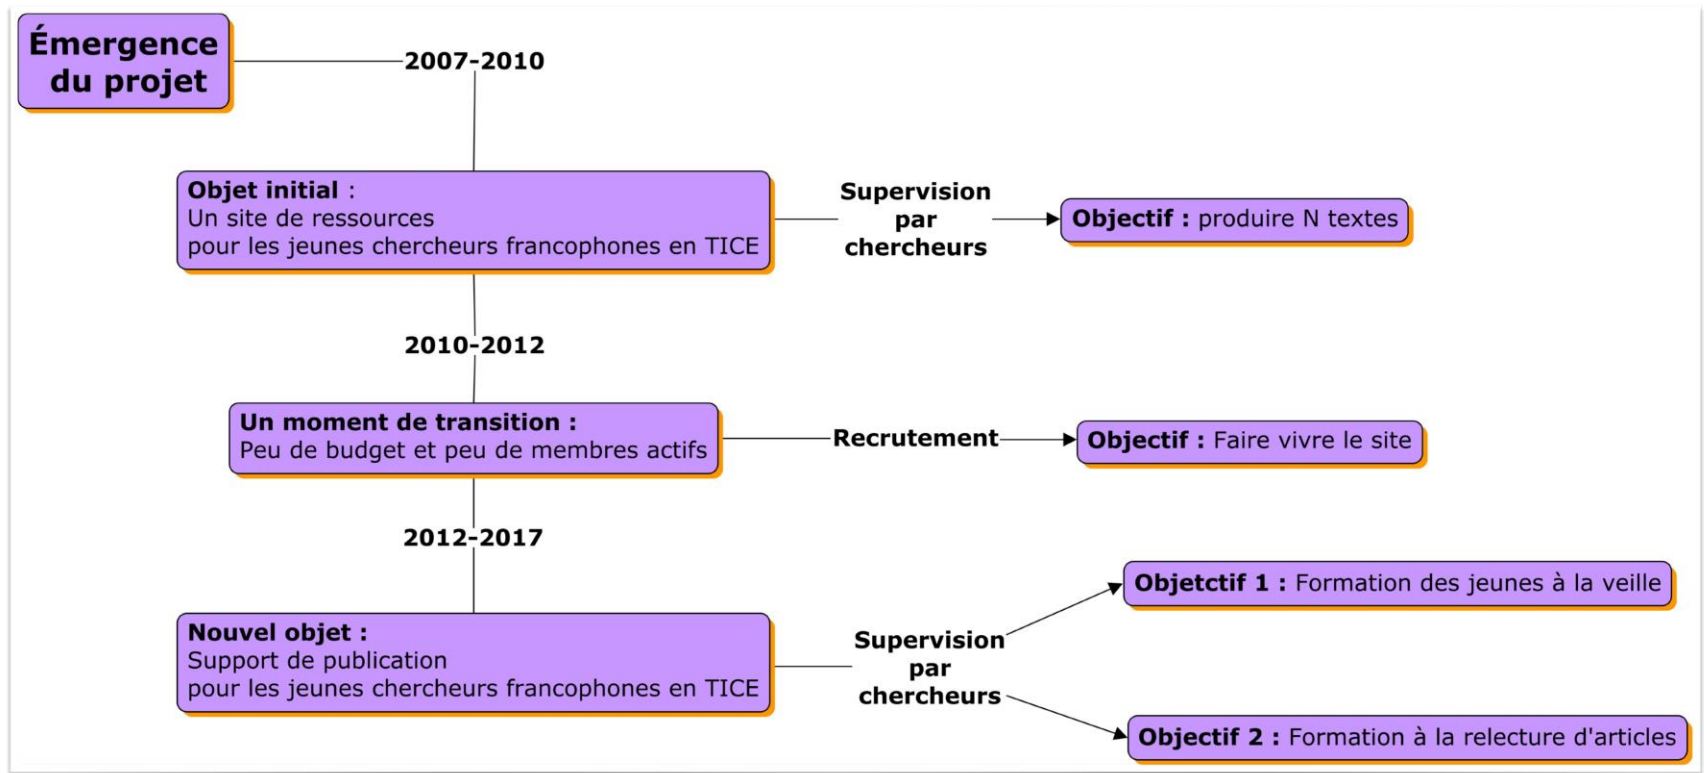 Émergence
du projet
2007-2010
Objet initial :
Un site de ressources
pour les jeunes chercheurs francophones en TICE
Supervision
par
chercheurs
Objectif : produire N textes
2010-2012
Un moment de transition :
Peu de budget et peu de membres actifs
Recrutement
Objectif : Faire vivre le site
2012-2017
Nouvel objet :
Support de publication
pour les jeunes chercheurs francophones en TICE
Supervision
par
chercheurs
Objetctif 1 : Formation des jeunes à la veille
Objectif 2 : Formation à la relecture d'articles